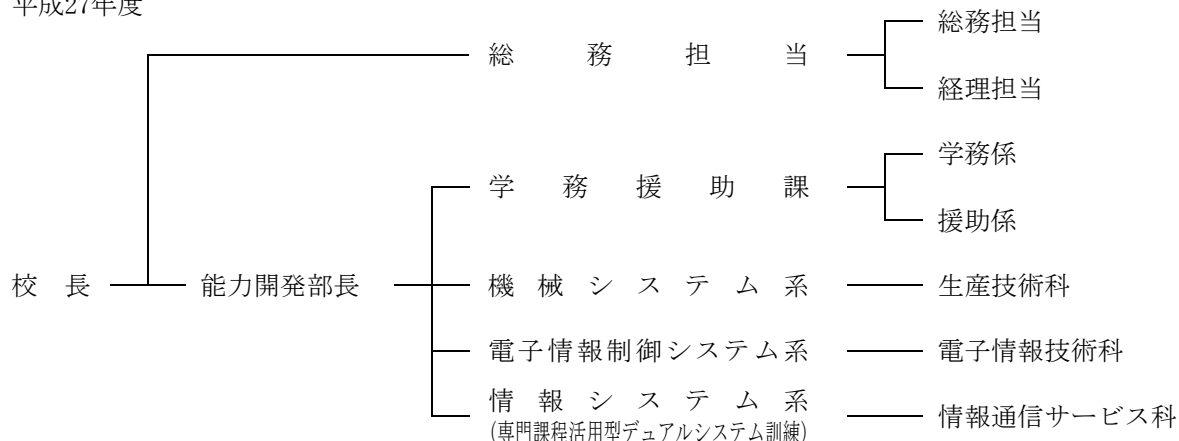 平成27年度
総務担当
総務担当
経理担当
学務援助課
学務係
援助係
校長
能力開発部長
機械システム系
生産技術科
電子情報制御システム系
電子情報技術科
情報システム系
(専門課程活用型デュアルシステム訓練)
情報通信サービス科